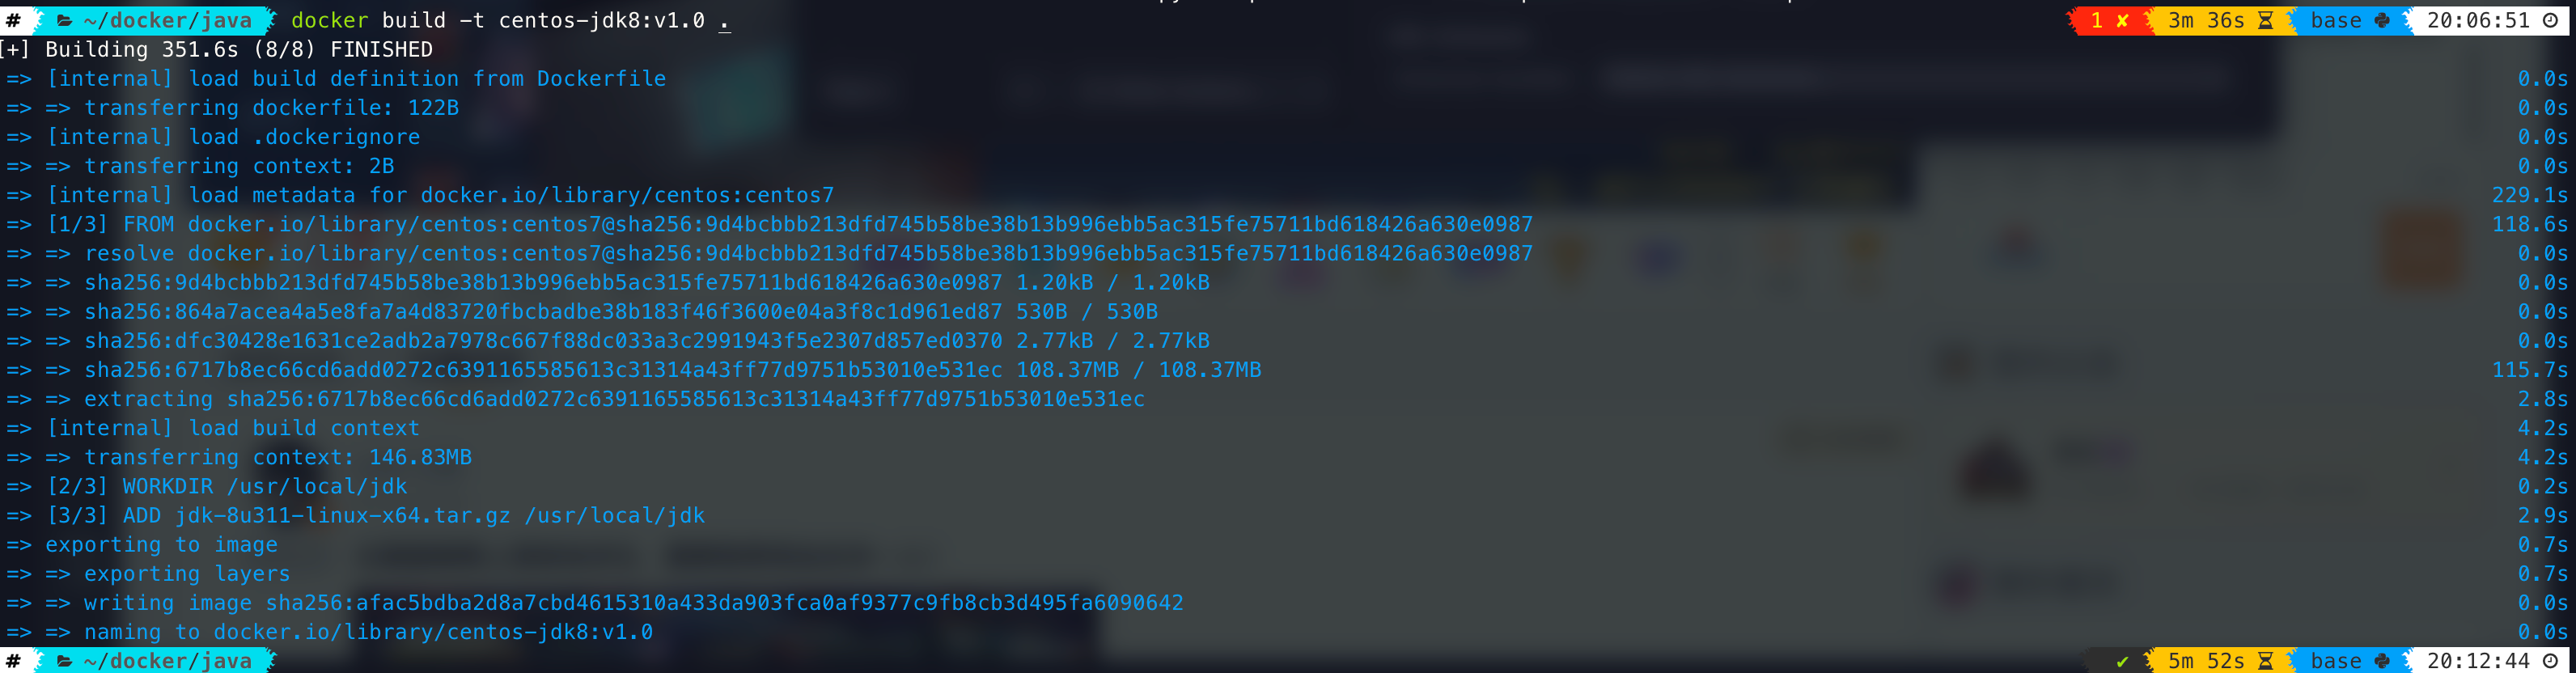 # ~/docker/java docker build -t centos-jdk8:v1.0 . 1 ✘ 3m 36s base 20:06:51
[+] Building 351.6s (8/8) FINISHED
=> [internal] load build definition from Dockerfile 0.0s
=> => transferring dockerfile: 122B 0.0s
=> [internal] load .dockerignore 0.0s
=> => transferring context: 2B 0.0s
=> [internal] load metadata for docker.io/library/centos:centos7 229.1s
=> [1/3] FROM docker.io/library/centos:centos7@sha256:9d4bcbbb213dfd745b58be38b13b996ebb5ac315fe75711bd618426a630e0987 118.6s
=> => resolve docker.io/library/centos:centos7@sha256:9d4bcbbb213dfd745b58be38b13b996ebb5ac315fe75711bd618426a630e0987 0.0s
=> => sha256:9d4bcbbb213dfd745b58be38b13b996ebb5ac315fe75711bd618426a630e0987 1.20kB / 1.20kB 0.0s
=> => sha256:864a7acea4a5e8fa7a4d83720fbcbadbe38b183f46f3600e04a3f8c1d961ed87 530B / 530B 0.0s
=> => sha256:dfc30428e1631ce2adb2a7978c667f88dc033a3c2991943f5e2307d857ed0370 2.77kB / 2.77kB 0.0s
=> => sha256:6717b8ec66cd6add0272c6391165585613c31314a43ff77d9751b53010e531ec 108.37MB / 108.37MB 115.7s
=> => extracting sha256:6717b8ec66cd6add0272c6391165585613c31314a43ff77d9751b53010e531ec 2.8s
=> [internal] load build context 4.2s
=> => transferring context: 146.83MB 4.2s
=> [2/3] WORKDIR /usr/local/jdk 0.2s
=> [3/3] ADD jdk-8u311-linux-x64.tar.gz /usr/local/jdk 2.9s
=> exporting to image 0.7s
=> => exporting layers 0.7s
=> => writing image sha256:afac5bdba2d8a7cbd4615310a433da903fca0af9377c9fb8cb3d495fa6090642 0.0s
=> => naming to docker.io/library/centos-jdk8:v1.0 0.0s
# ~/docker/java ✔ 5m 52s base 20:12:44